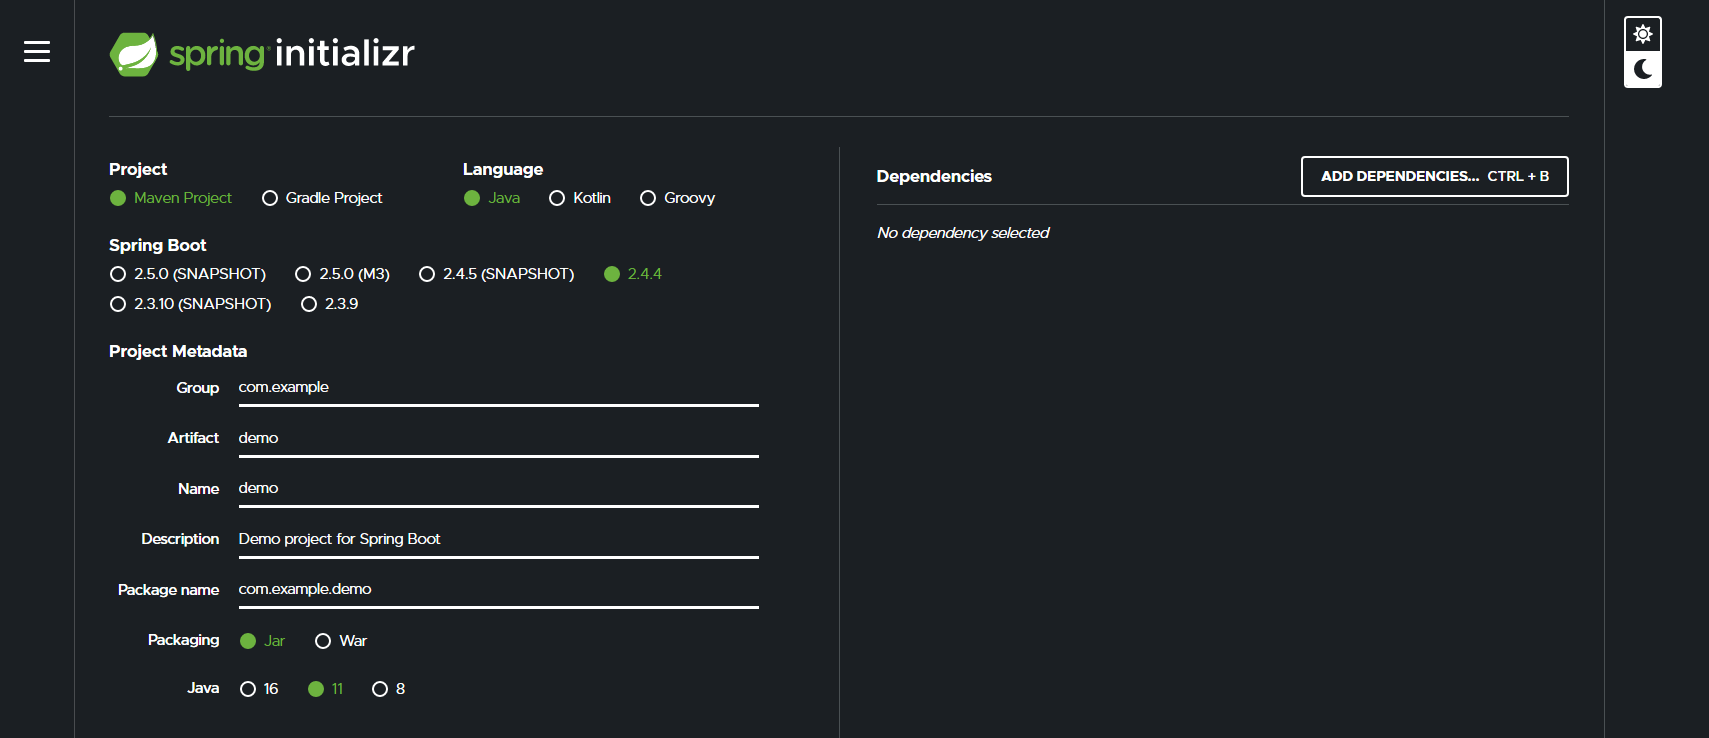 spring initializr
Project
Maven Project Gradle Project
Language
Java Kotlin Groovy
Spring Boot
2.5.0 (SNAPSHOT) 2.5.0 (M3) 2.4.5 (SNAPSHOT) 2.4.4
2.3.10 (SNAPSHOT) 2.3.9
Project Metadata
Group com.example
Artifact demo
Name demo
Description Demo project for Spring Boot
Package name com.example.demo
Packaging Jar War
Java 16 11 8
Dependencies
ADD DEPENDENCIES... CTRL + B
No dependency selected